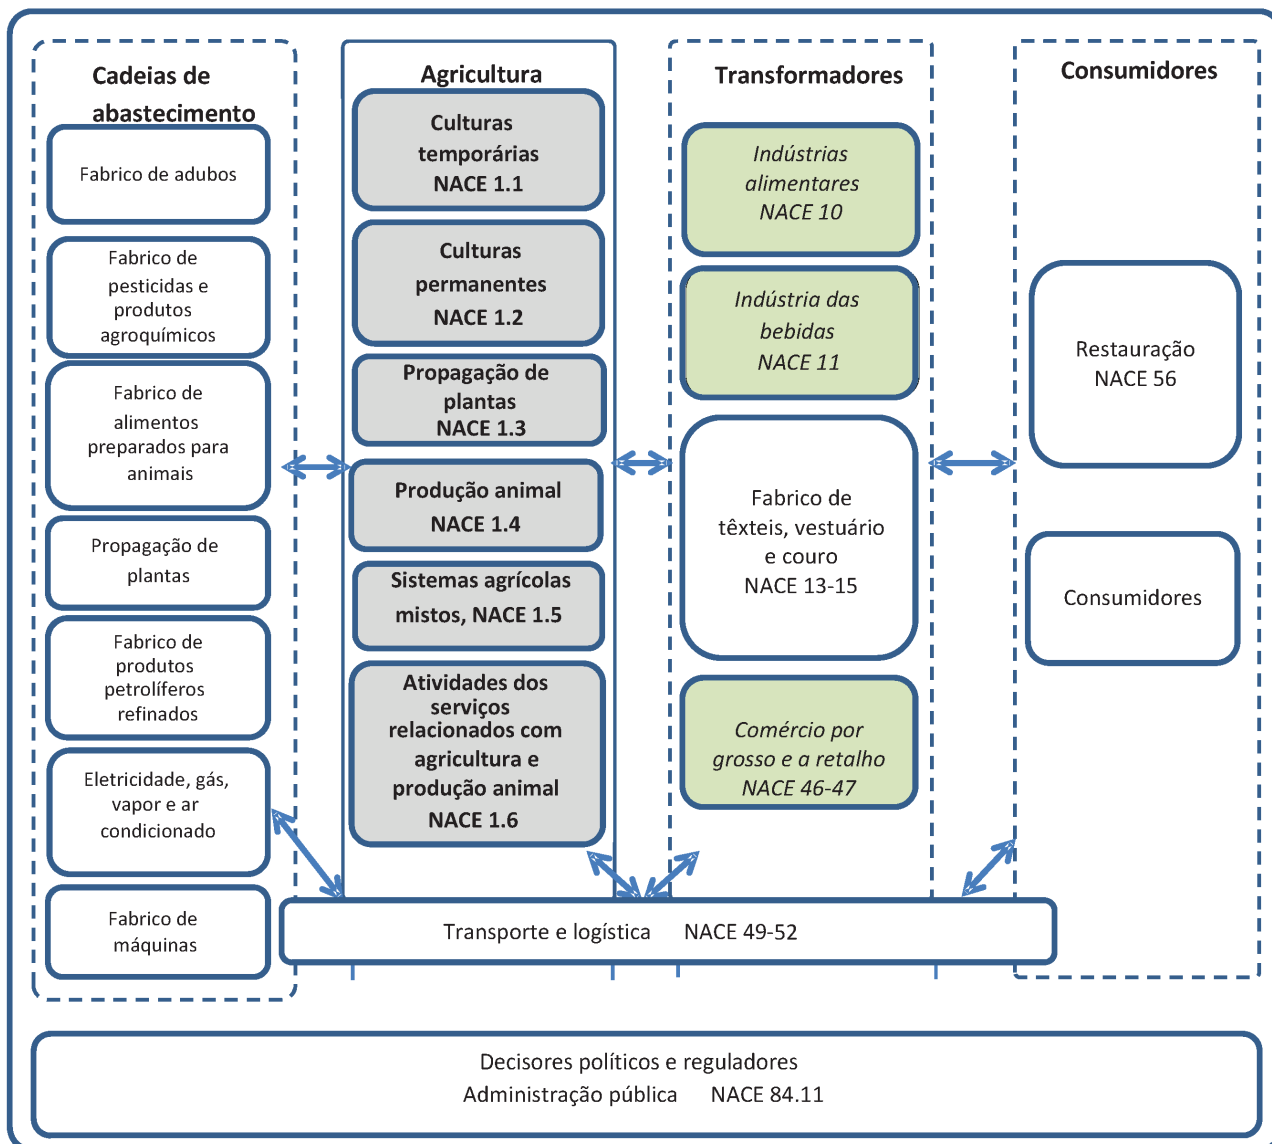 Cadeias de
abastecimento
Fabrico de adubos
Fabrico de
pesticidas e
produtos
agroquímicos
Fabrico de
alimentos
preparados para
animais
Propagação de
plantas
Fabrico de
produtos
petrolíferos
refinados
Eletricidade, gás,
vapor e ar
condicionado
Fabrico de
máquinas
Agricultura
Culturas
temporárias
NACE 1.1
Culturas
permanentes
NACE 1.2
Propagação de
plantas
NACE 1.3
Produção animal
NACE 1.4
Sistemas agrícolas
mistos, NACE 1.5
Atividades dos
serviços
relacionados com
agricultura e
produção animal
NACE 1.6
Transformadores
Indústrias
alimentares
NACE 10
Indústria das
bebidas
NACE 11
Fabrico de
têxteis, vestuário
e couro
NACE 13-15
Comércio por
grosso e a retalho
NACE 46-47
Consumidores
Restauração
NACE 56
Consumidores
Transporte e logística NACE 49-52
Decisores políticos e reguladores
Administração pública NACE 84.11